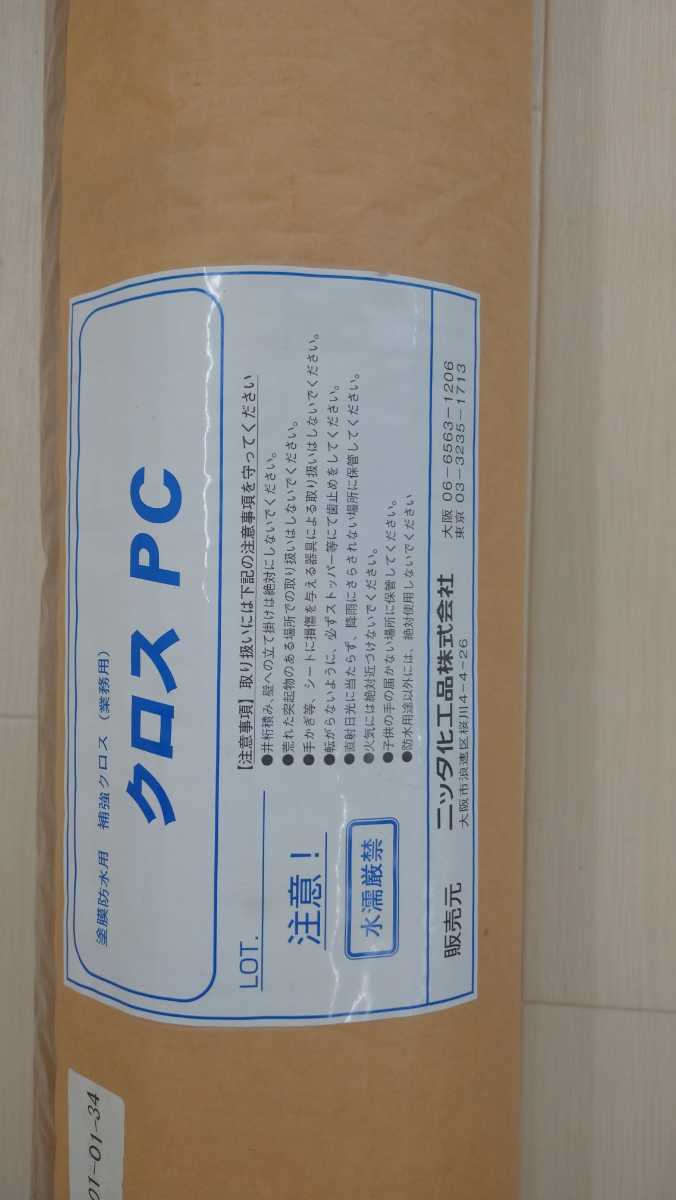 塗膜防水用 補強クロス（業務用）
クロス PC
LOT.
注意！
水濡厳禁
【注意事項】取り扱いには下記の注意事項を守ってください
●井桁積み、壁への立て掛けは絶対にしないでください。
●荒れた突起物のある場所での取り扱いはしないでください。
●手かぎ等、シートに損傷を与える器具による取り扱いはしないでください。
●転がらないように、必ずストッパー等にて歯止めをしてください。
●直射日光に当たらず、降雨にさらされない場所に保管してください。
●火気には絶対近づけないでください。
●子供の手の届かない場所に保管してください。
●防水用途以外には、絶対使用しないでください
販売元
ニッタ化工品株式会社
大阪市浪速区桜川4-4-26
大阪 06-6563-1206
東京 03-3235-1713
01-01-34